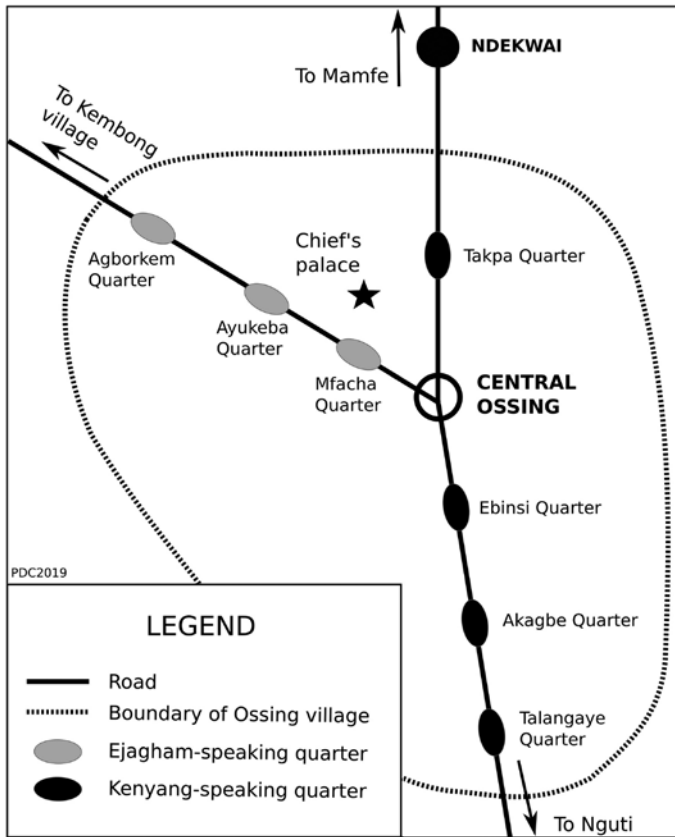 NDEKWAI
To Mamfe
To Kembong
village
Chief's
palace
Takpa Quarter
Agborkem
Quarter
Ayukeba
Quarter
Mfacha
Quarter
CENTRAL
OSSING
Ebinsi Quarter
Akagbe Quarter
Talangaye
Quarter
To Nguti
PDC2019
LEGEND
Road
Boundary of Ossing village
Ejagham-speaking quarter
Kenyang-speaking quarter